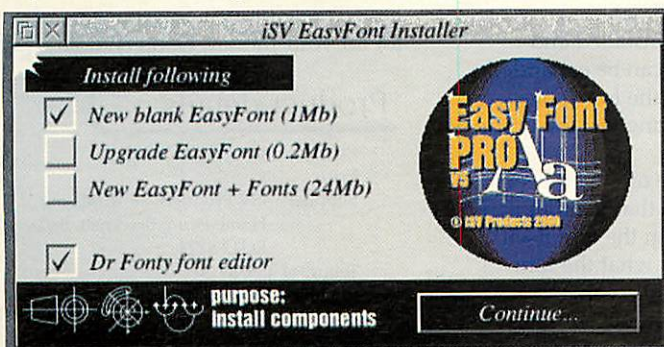 iSV EasyFont Installer
Install following
New blank EasyFont (1Mb)
Upgrade EasyFont (0.2Mb)
New EasyFont + Fonts (24Mb)
Dr Fonty font editor
Easy Font
PRO
V5
Aa
© iSV Products 2000
purpose:
install components
Continue...